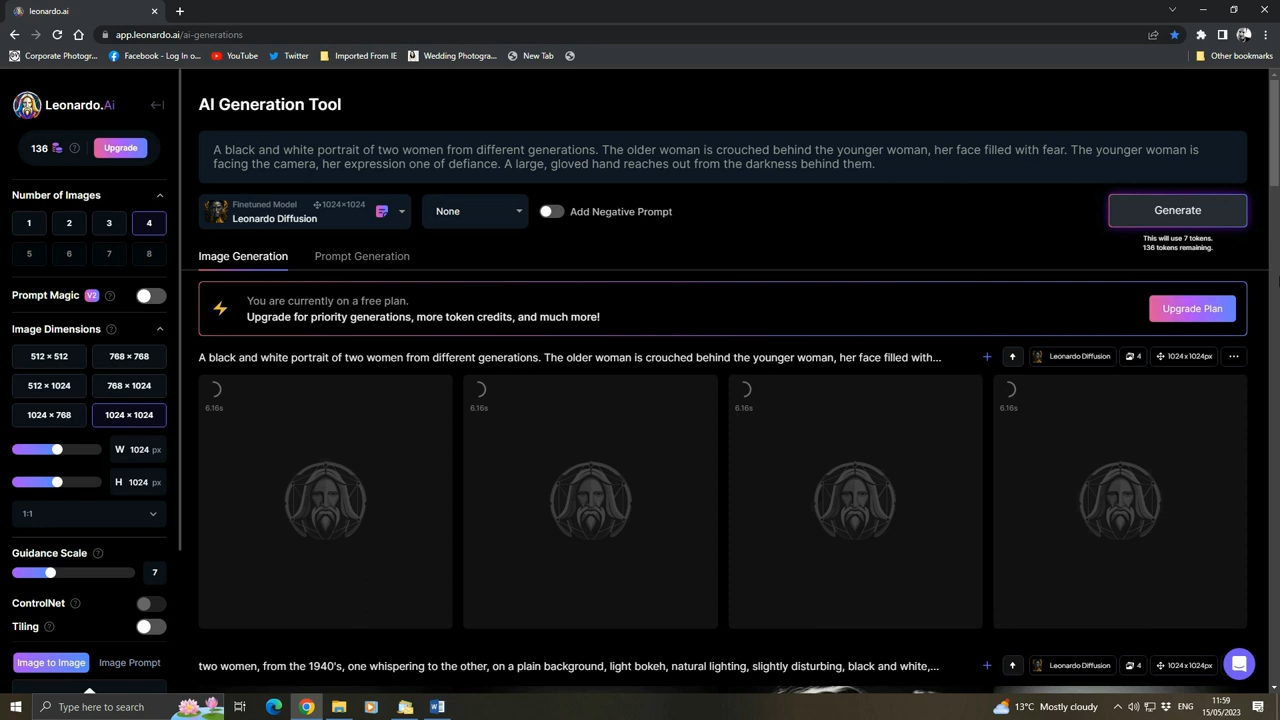 leonardo.ai
app.leonardo.ai/ai-generations
Corporate Photogr...
Facebook - Log In o...
YouTube
Twitter
Imported From IE
Wedding Photogra...
New Tab
Other bookmarks
Leonardo.Ai
136
Upgrade
Number of Images
1 2 3 4
5 6 7 8
Prompt Magic V2
Image Dimensions
512 × 512 768 × 768
512 × 1024 768 × 1024
1024 × 768 1024 × 1024
W 1024 px
H 1024 px
1:1
Guidance Scale
7
ControlNet
Tiling
Image to Image Image Prompt
AI Generation Tool
A black and white portrait of two women from different generations. The older woman is crouched behind the younger woman, her face filled with fear. The younger woman is
facing the camera, her expression one of defiance. A large, gloved hand reaches out from the darkness behind them.
Finetuned Model 1024×1024
Leonardo Diffusion
None
Add Negative Prompt
Generate
This will use 7 tokens.
136 tokens remaining.
Image Generation Prompt Generation
You are currently on a free plan.
Upgrade for priority generations, more token credits, and much more!
Upgrade Plan
A black and white portrait of two women from different generations. The older woman is crouched behind the younger woman, her face filled with...
Leonardo Diffusion 4 1024x1024px
6.16s 6.16s 6.16s 6.16s
two women, from the 1940's, one whispering to the other, on a plain background, light bokeh, natural lighting, slightly disturbing, black and white,...
Leonardo Diffusion 4 1024x1024px
Type here to search
13°C Mostly cloudy
11:59
15/05/2023